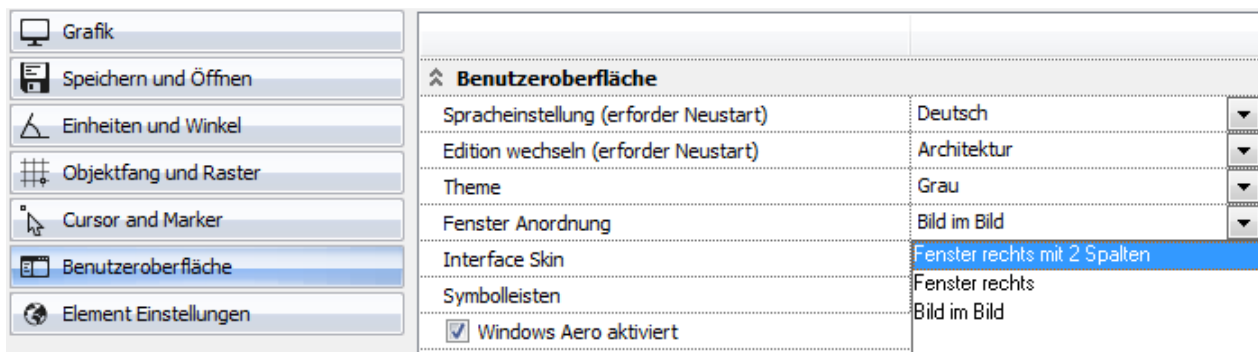 Grafik
Speichern und Öffnen
Einheiten und Winkel
Objektfang und Raster
Cursor and Marker
Benutzeroberfläche
Element Einstellungen
Benutzeroberfläche
Spracheinstellung (erforder Neustart) Deutsch
Edition wechseln (erforder Neustart) Architektur
Theme Grau
Fenster Anordnung Bild im Bild
Interface Skin
Symbolleisten
Windows Aero aktiviert
Fenster rechts mit 2 Spalten
Fenster rechts
Bild im Bild